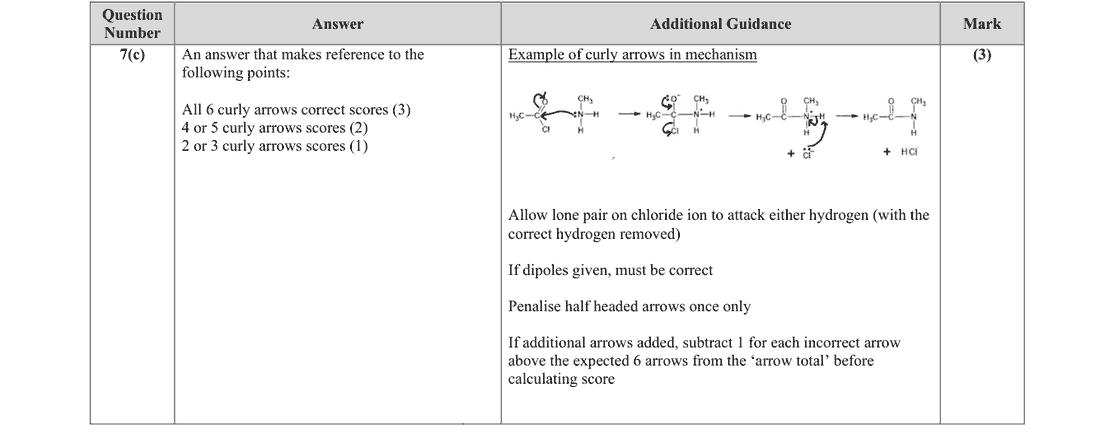 Question Number
Answer
Additional Guidance
Mark
7(c)
An answer that makes reference to the
following points:
All 6 curly arrows correct scores (3)
4 or 5 curly arrows scores (2)
2 or 3 curly arrows scores (1)
Example of curly arrows in mechanism
CH₃
H₃C—C
:N—H
O
Cl
H
O⁻
CH₃
H₃C—C—N⁺—H
Cl
H
O
CH₃
H₃C—C—N⁺—H
H
+ :Cl⁻
O
CH₃
H₃C—C—N
H
+ HCl
Allow lone pair on chloride ion to attack either hydrogen (with the
correct hydrogen removed)
If dipoles given, must be correct
Penalise half headed arrows once only
If additional arrows added, subtract 1 for each incorrect arrow
above the expected 6 arrows from the ‘arrow total’ before
calculating score
(3)